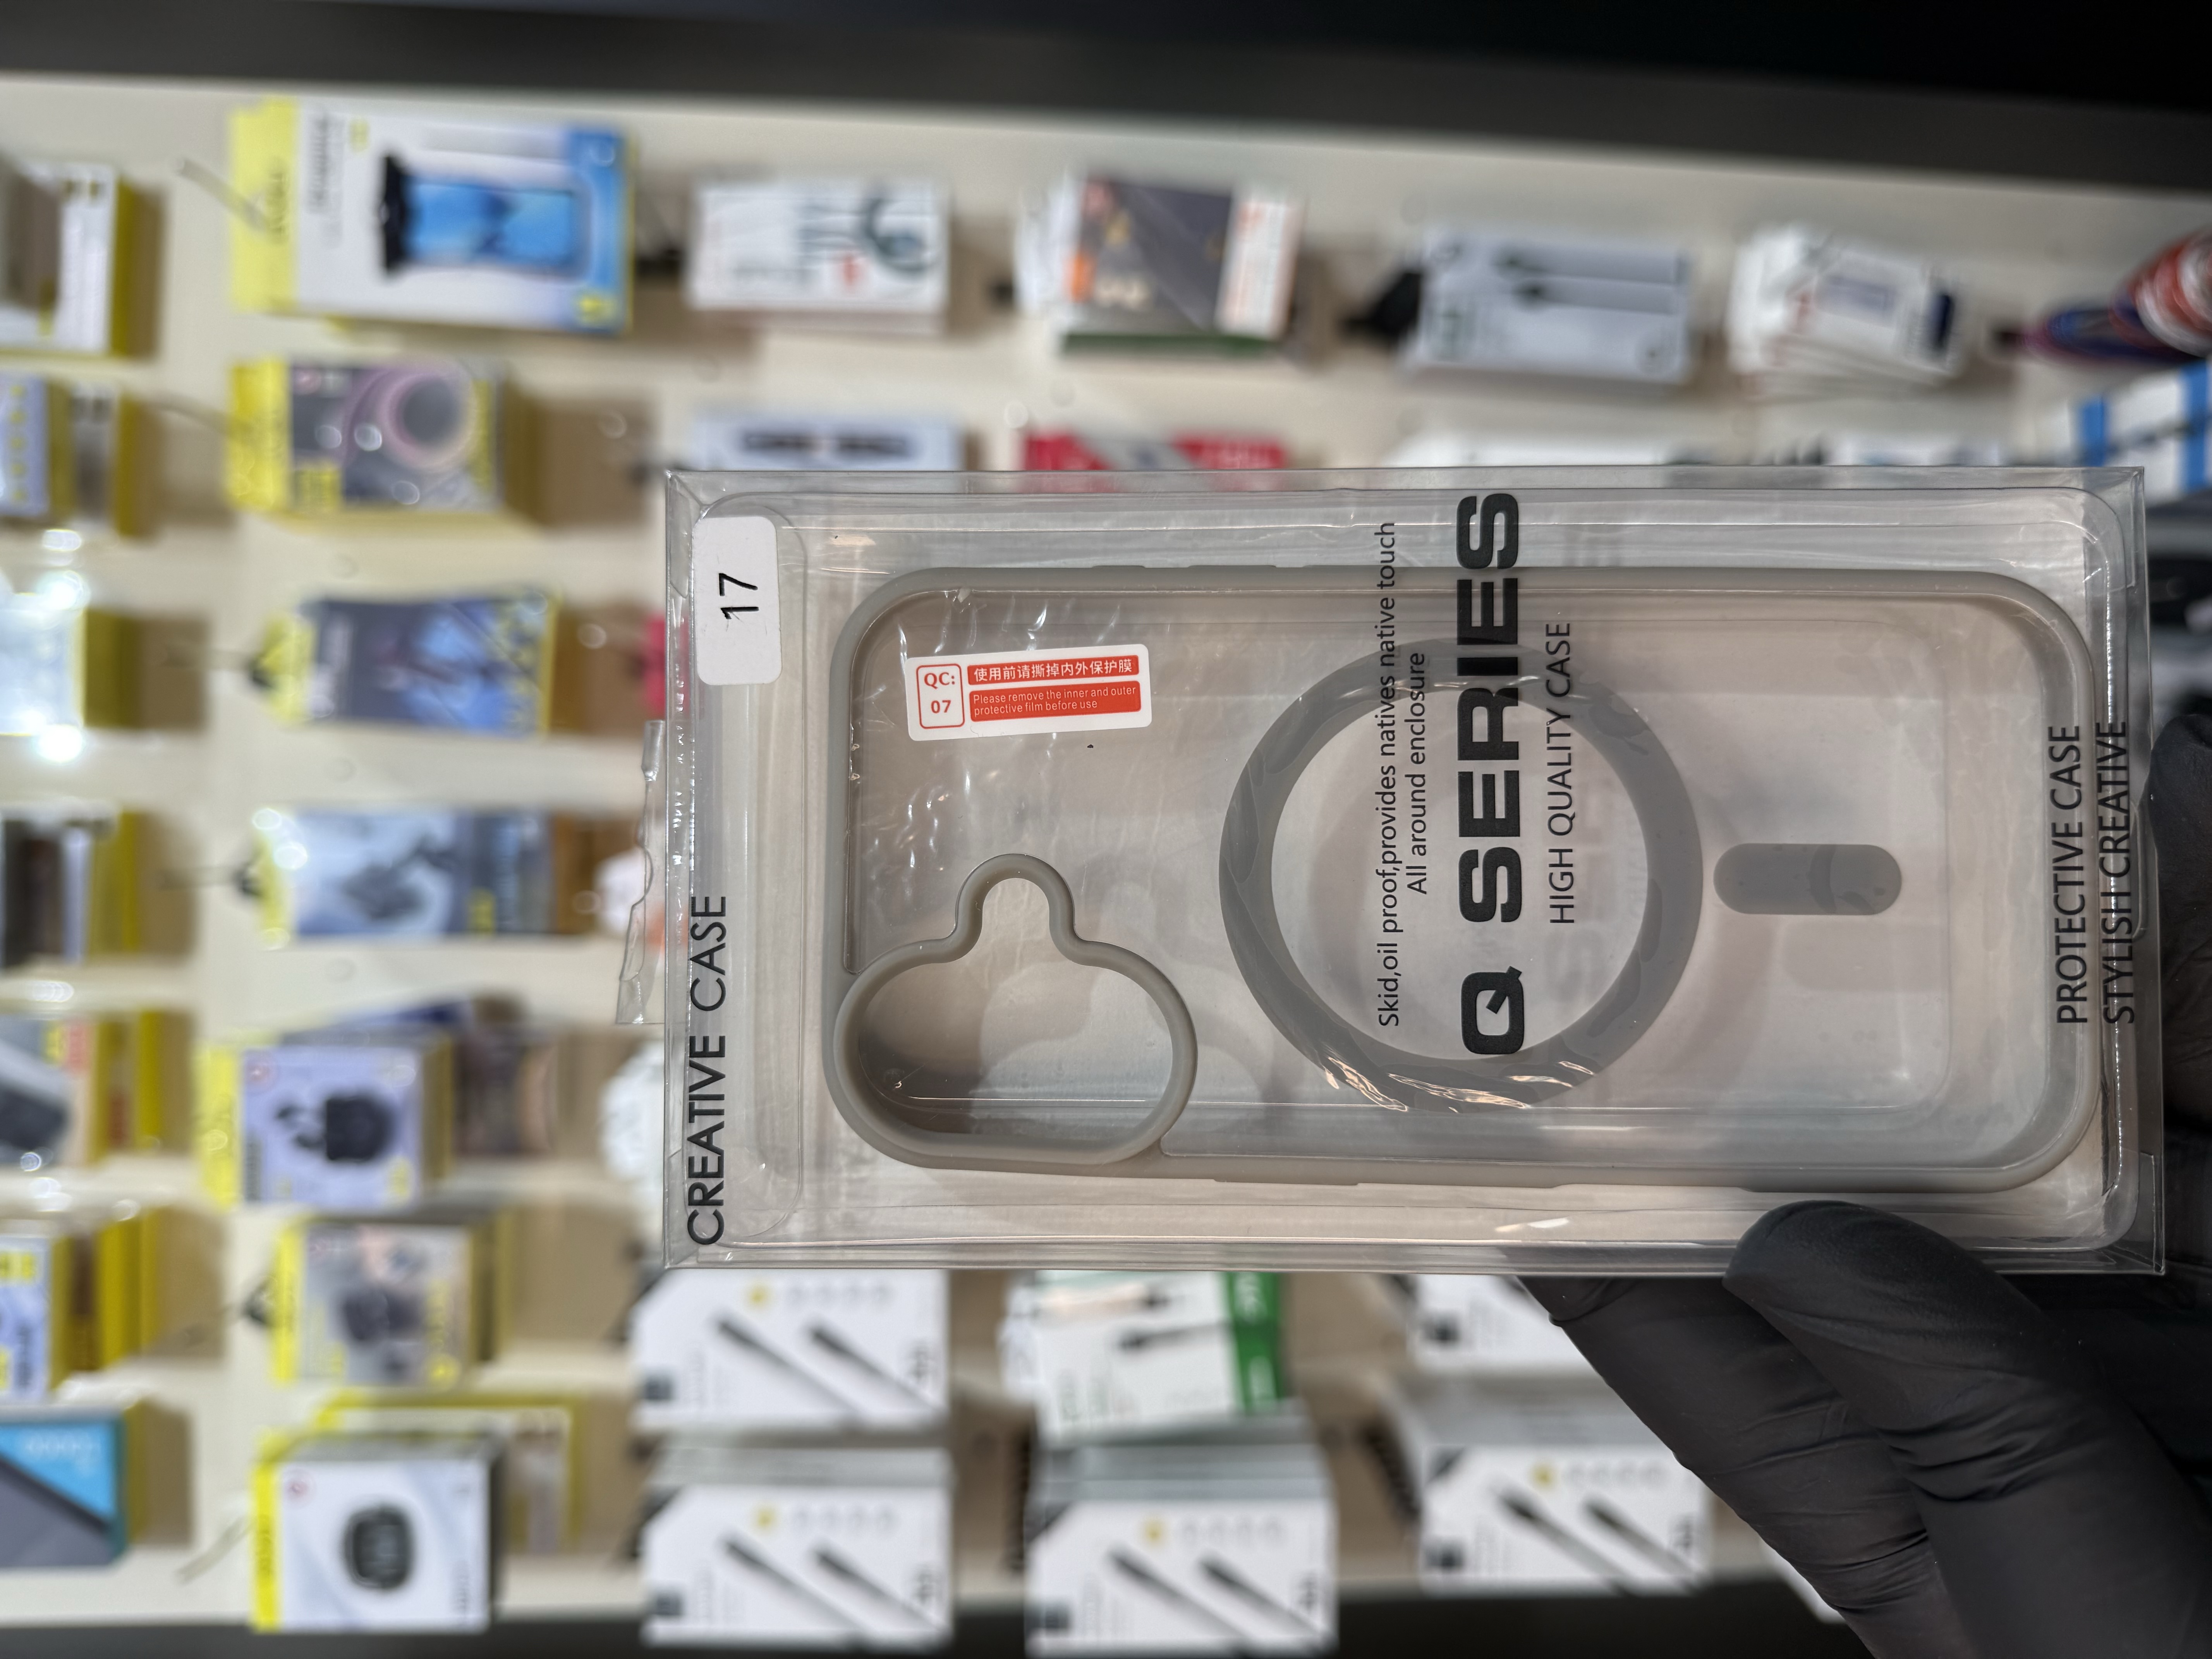 17
CREATIVE CASE
QC:
07
使用前请撕掉内外保护膜
Please remove the inner and outer
protective film before use
Skid,oil proof,provides natives native touch
All around enclosure
Q SERIES
HIGH QUALITY CASE
PROTECTIVE CASE
STYLISH CREATIVE